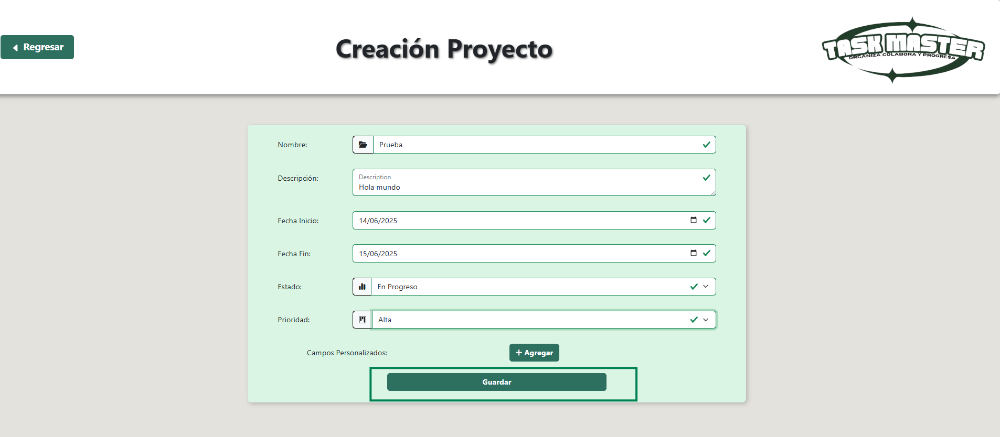 Regresar
Creación Proyecto
TASK MASTER
ORGANIZA, COLABORA Y PROGRESA
Nombre:
Prueba
Descripción:
Description
Hola mundo
Fecha Inicio:
14/06/2025
Fecha Fin:
15/06/2025
Estado:
En Progreso
Prioridad:
Alta
Campos Personalizados:
+ Agregar
Guardar